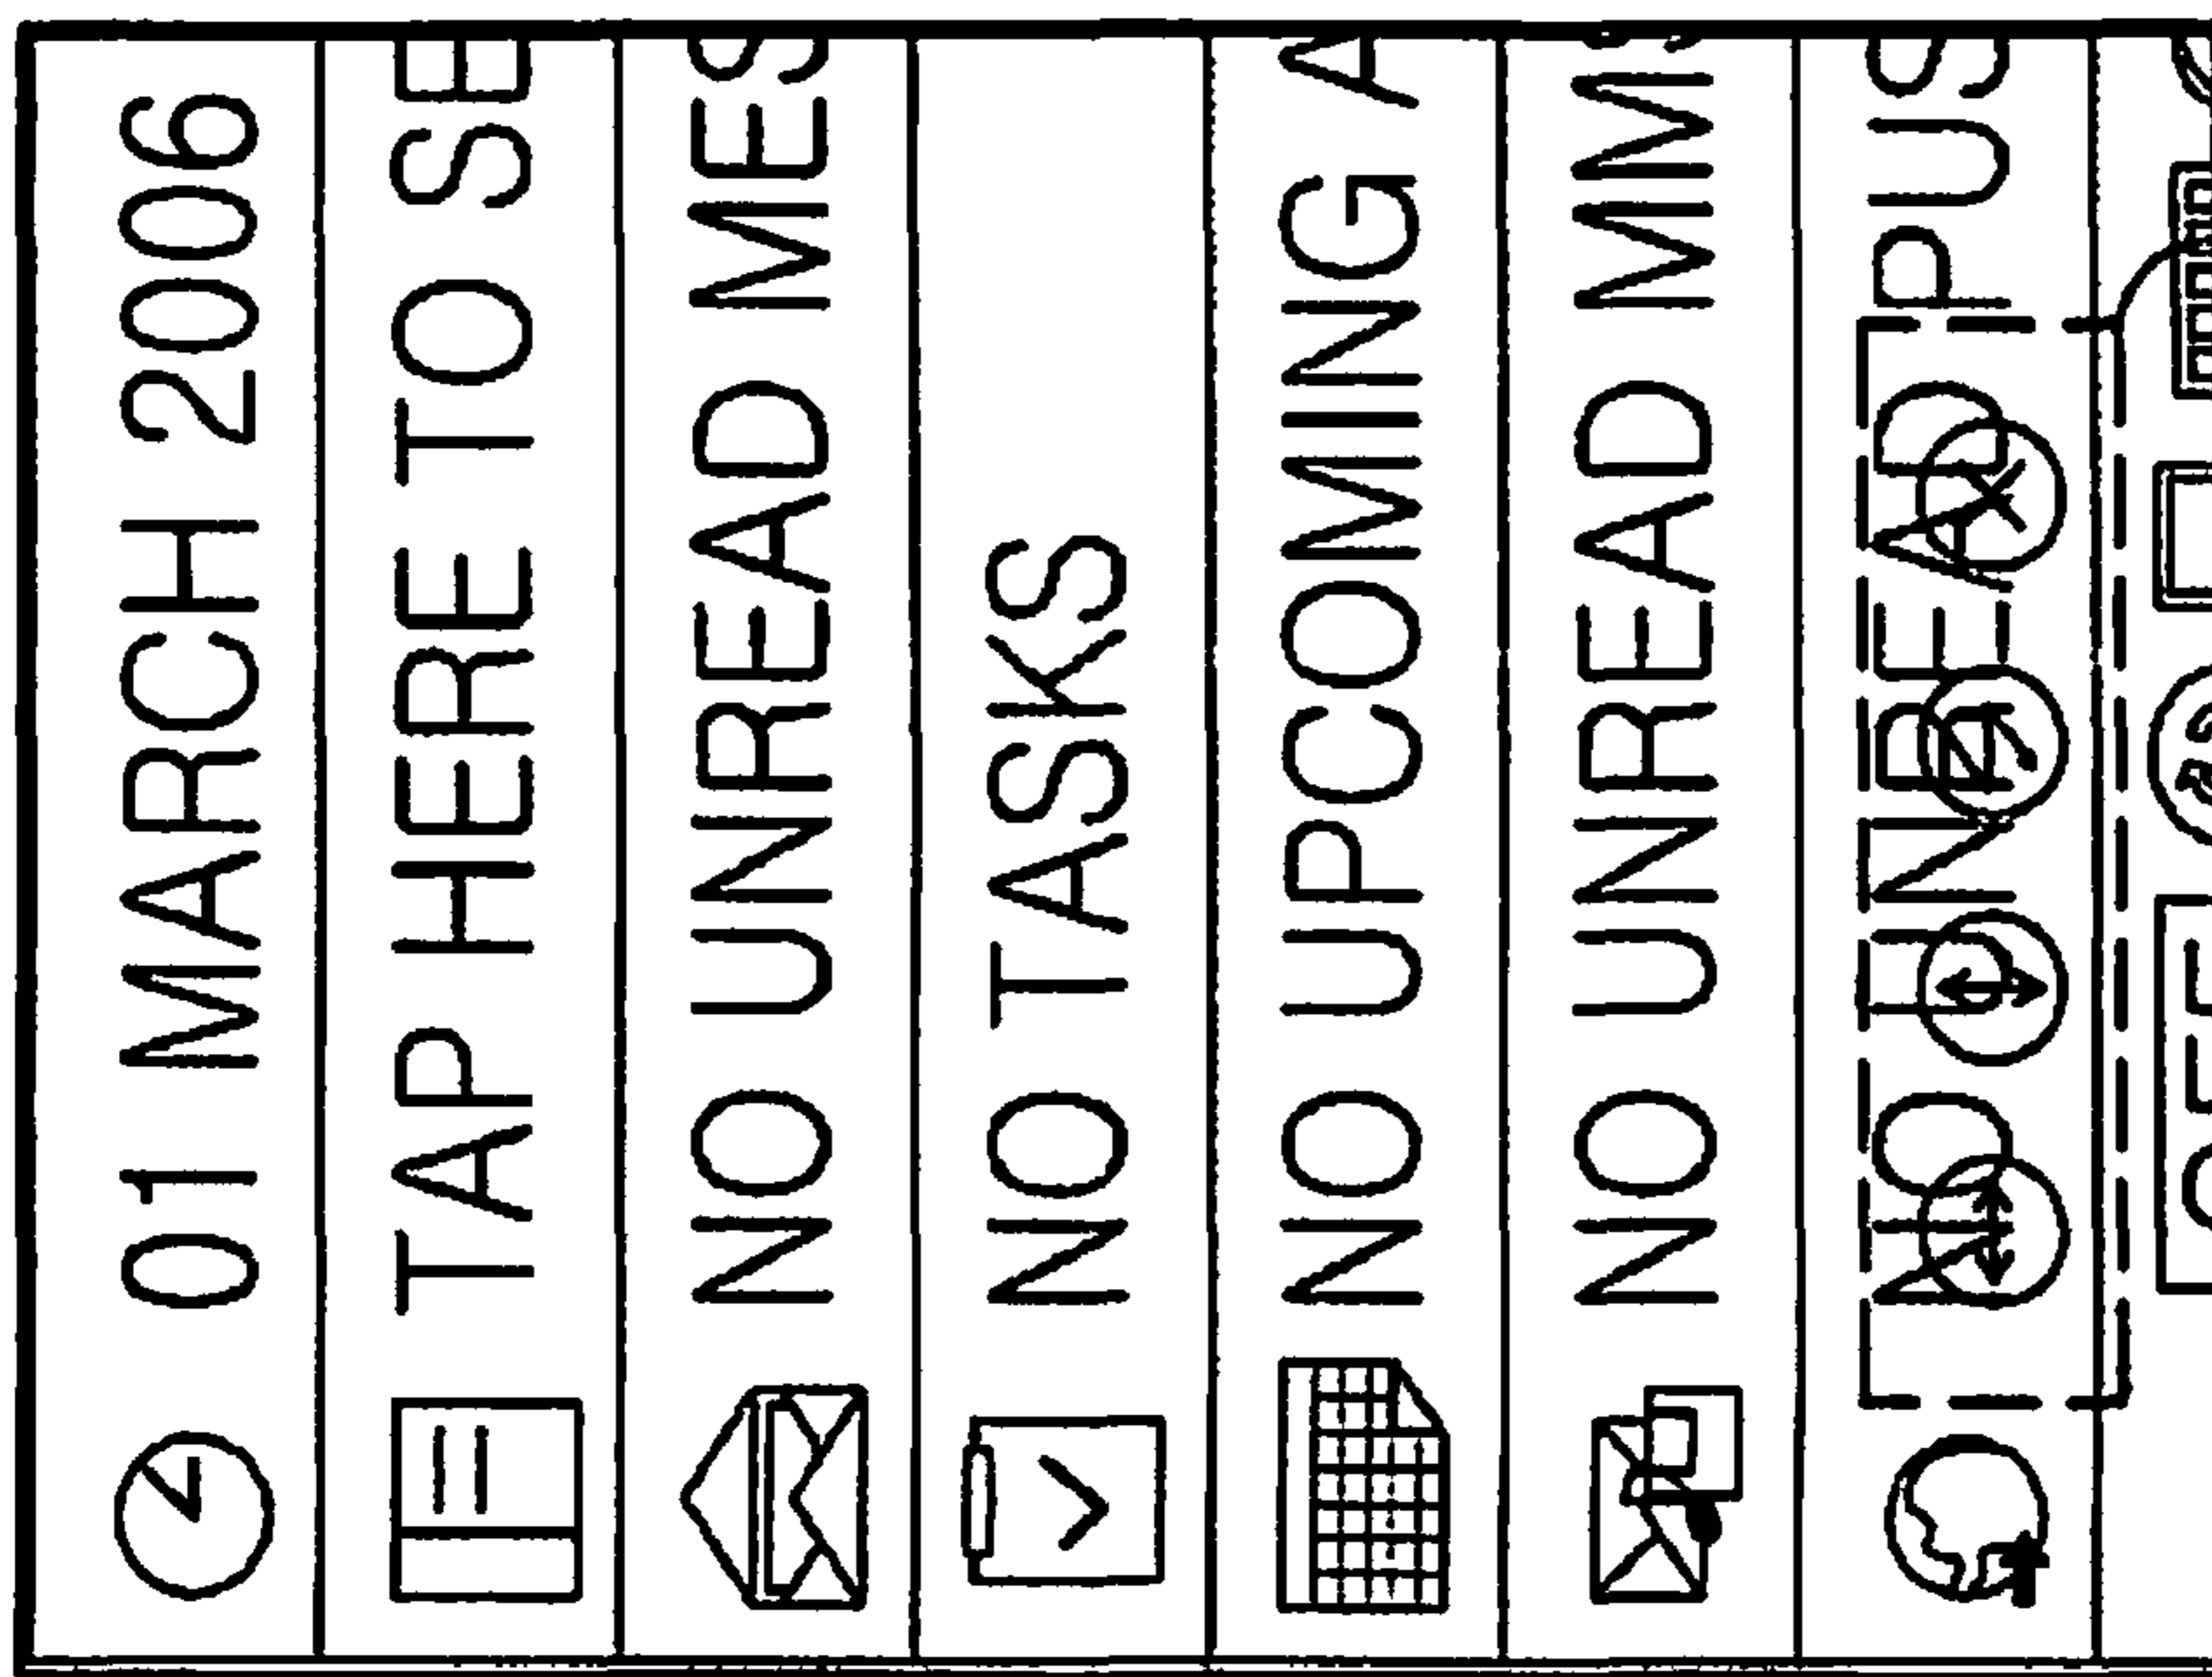 01 MARCH 2006
TAP HERE TO SE
NO UNREAD MES
NO TASKS
NO UPCOMING A
NO UNREAD MMS
NO UNREAD PUS